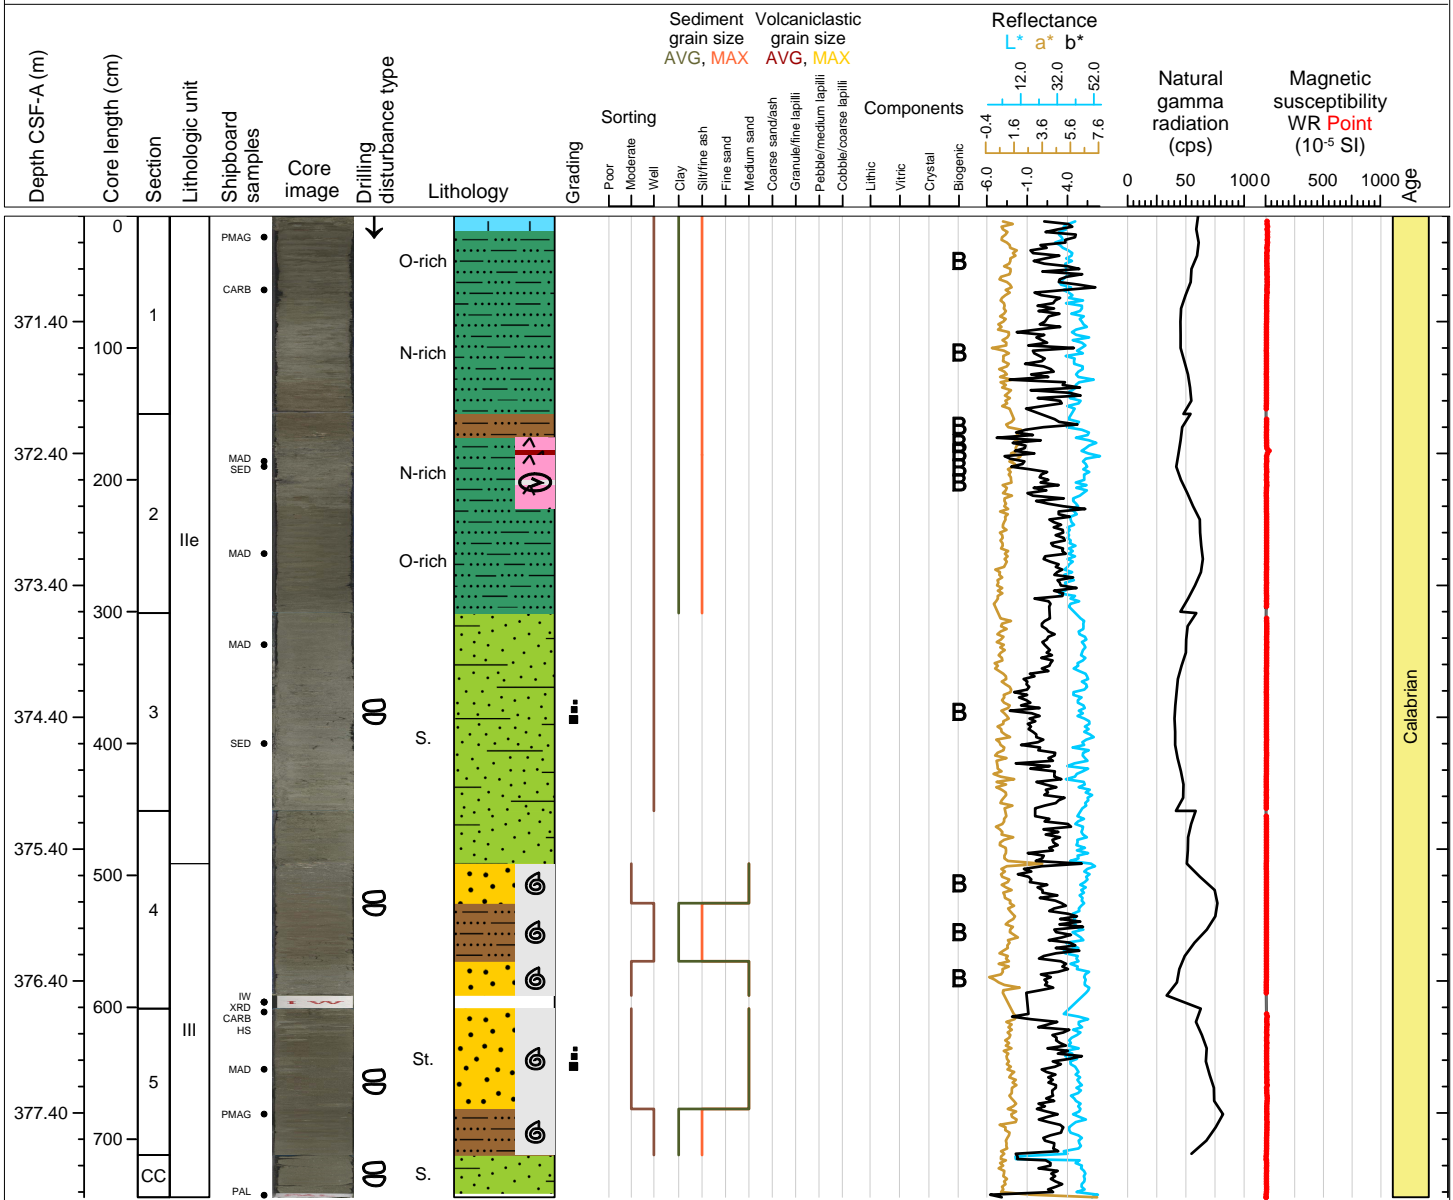 Depth CSF-A (m)
Core length (cm)
Section
Lithologic unit
Shipboard
samples
Core
image
Drilling
disturbance type
Lithology
Grading
Sorting
Poor
Moderate
Well
Sediment
grain size
AVG, MAX
Volcaniclastic
grain size
AVG, MAX
Clay
Silt/fine ash
Fine sand
Medium sand
Coarse sand/ash
Granule/fine lapilli
Pebble/medium lapilli
Cobble/coarse lapilli
Components
Lithic
Vitric
Crystal
Biogenic
Reflectance
L* a* b*
12.0 32.0 52.0
-0.4 1.6 3.6 5.6 7.6
-6.0 -1.0 4.0
Natural
gamma
radiation
(cps)
0 50 100
Magnetic
susceptibility
WR Point
(10-5 SI)
0 500 1000
Age
371.40
372.40
373.40
374.40
375.40
376.40
377.40
0
100
200
300
400
500
600
700
1
2
3
4
5
CC
IIe
III
PMAG
CARB
MAD
SED
MAD
MAD
SED
IW
XRD
CARB
HS
MAD
PMAG
PAL
I W
O-rich
N-rich
N-rich
O-rich
S.
St.
S.
B
B
B
B
B
B
B
B
B
B
B
B
Calabrian